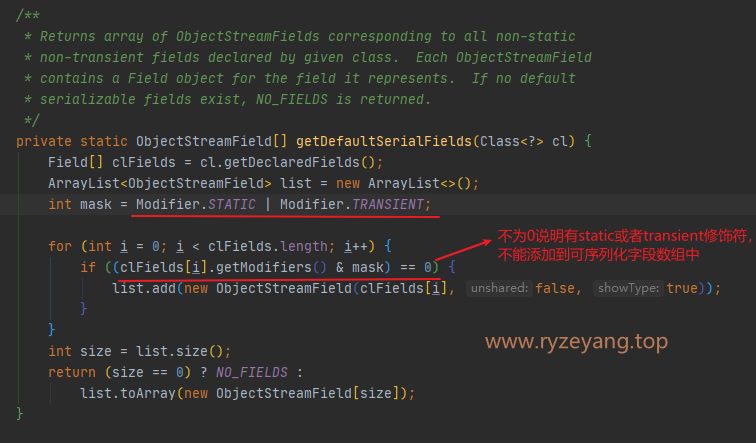 /**
* Returns array of ObjectStreamFields corresponding to all non-static
* non-transient fields declared by given class.  Each ObjectStreamField
* contains a Field object for the field it represents.  If no default
* serializable fields exist, NO_FIELDS is returned.
*/
private static ObjectStreamField[] getDefaultSerialFields(Class<?> cl) {
Field[] clFields = cl.getDeclaredFields();
ArrayList<ObjectStreamField> list = new ArrayList<>();
int mask = Modifier.STATIC | Modifier.TRANSIENT;
for (int i = 0; i < clFields.length; i++) {
不为0说明有static或者transient修饰符，
不能添加到可序列化字段数组中
if ((clFields[i].getModifiers() & mask) == 0) {
list.add(new ObjectStreamField(clFields[i], unshared: false, showType: true));
}
}
int size = list.size();
www.ryzeyang.top
return (size == 0) ? NO_FIELDS :
list.toArray(new ObjectStreamField[size]);
}